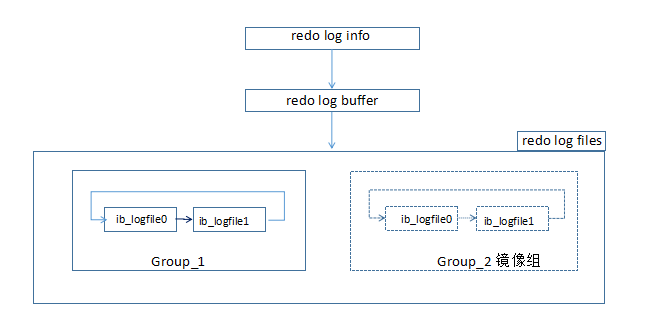 redo log info
redo log buffer
redo log files
ib_logfile0
ib_logfile1
Group_1
ib_logfile0
ib_logfile1
Group_2 镜像组